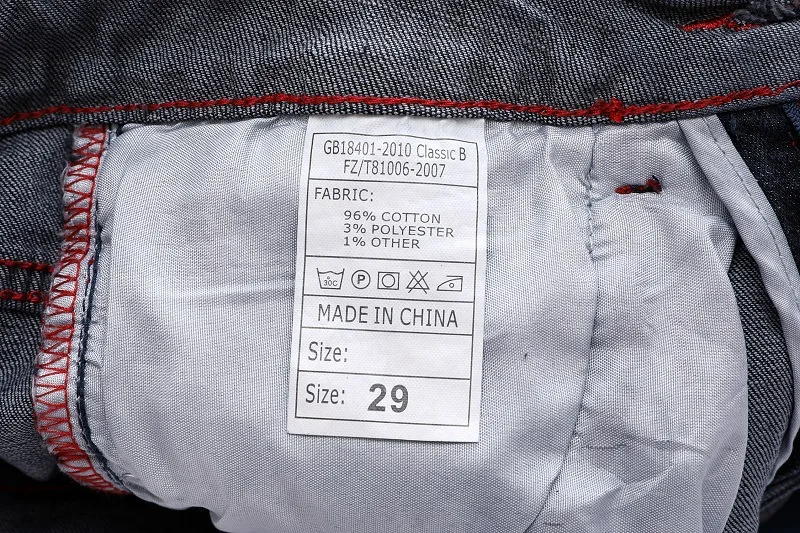 GB18401-2010 Classic B
FZ/T81006-2007
FABRIC:
96% COTTON
3% POLYESTER
1% OTHER
30C P
MADE IN CHINA
Size:
Size: 29